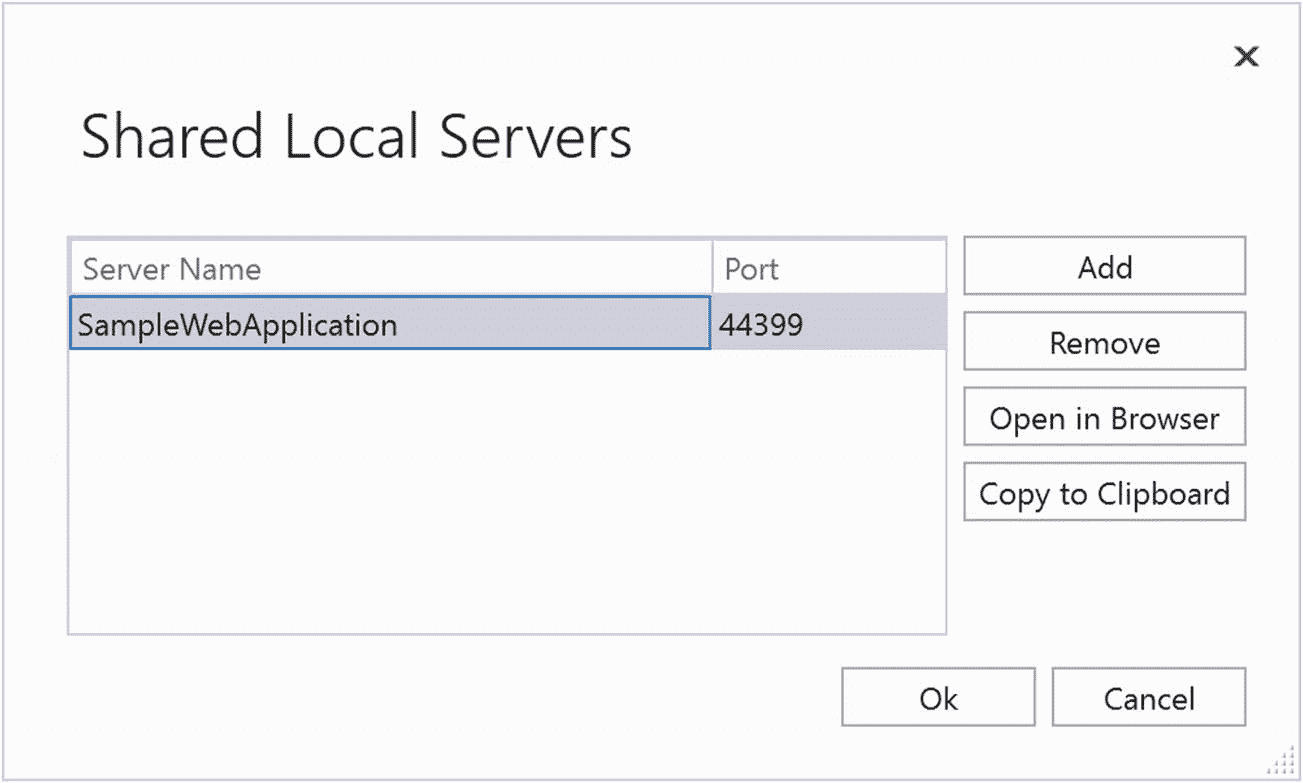 Shared Local Servers
Server Name Port
SampleWebApplication 44399
Add
Remove
Open in Browser
Copy to Clipboard
Ok Cancel